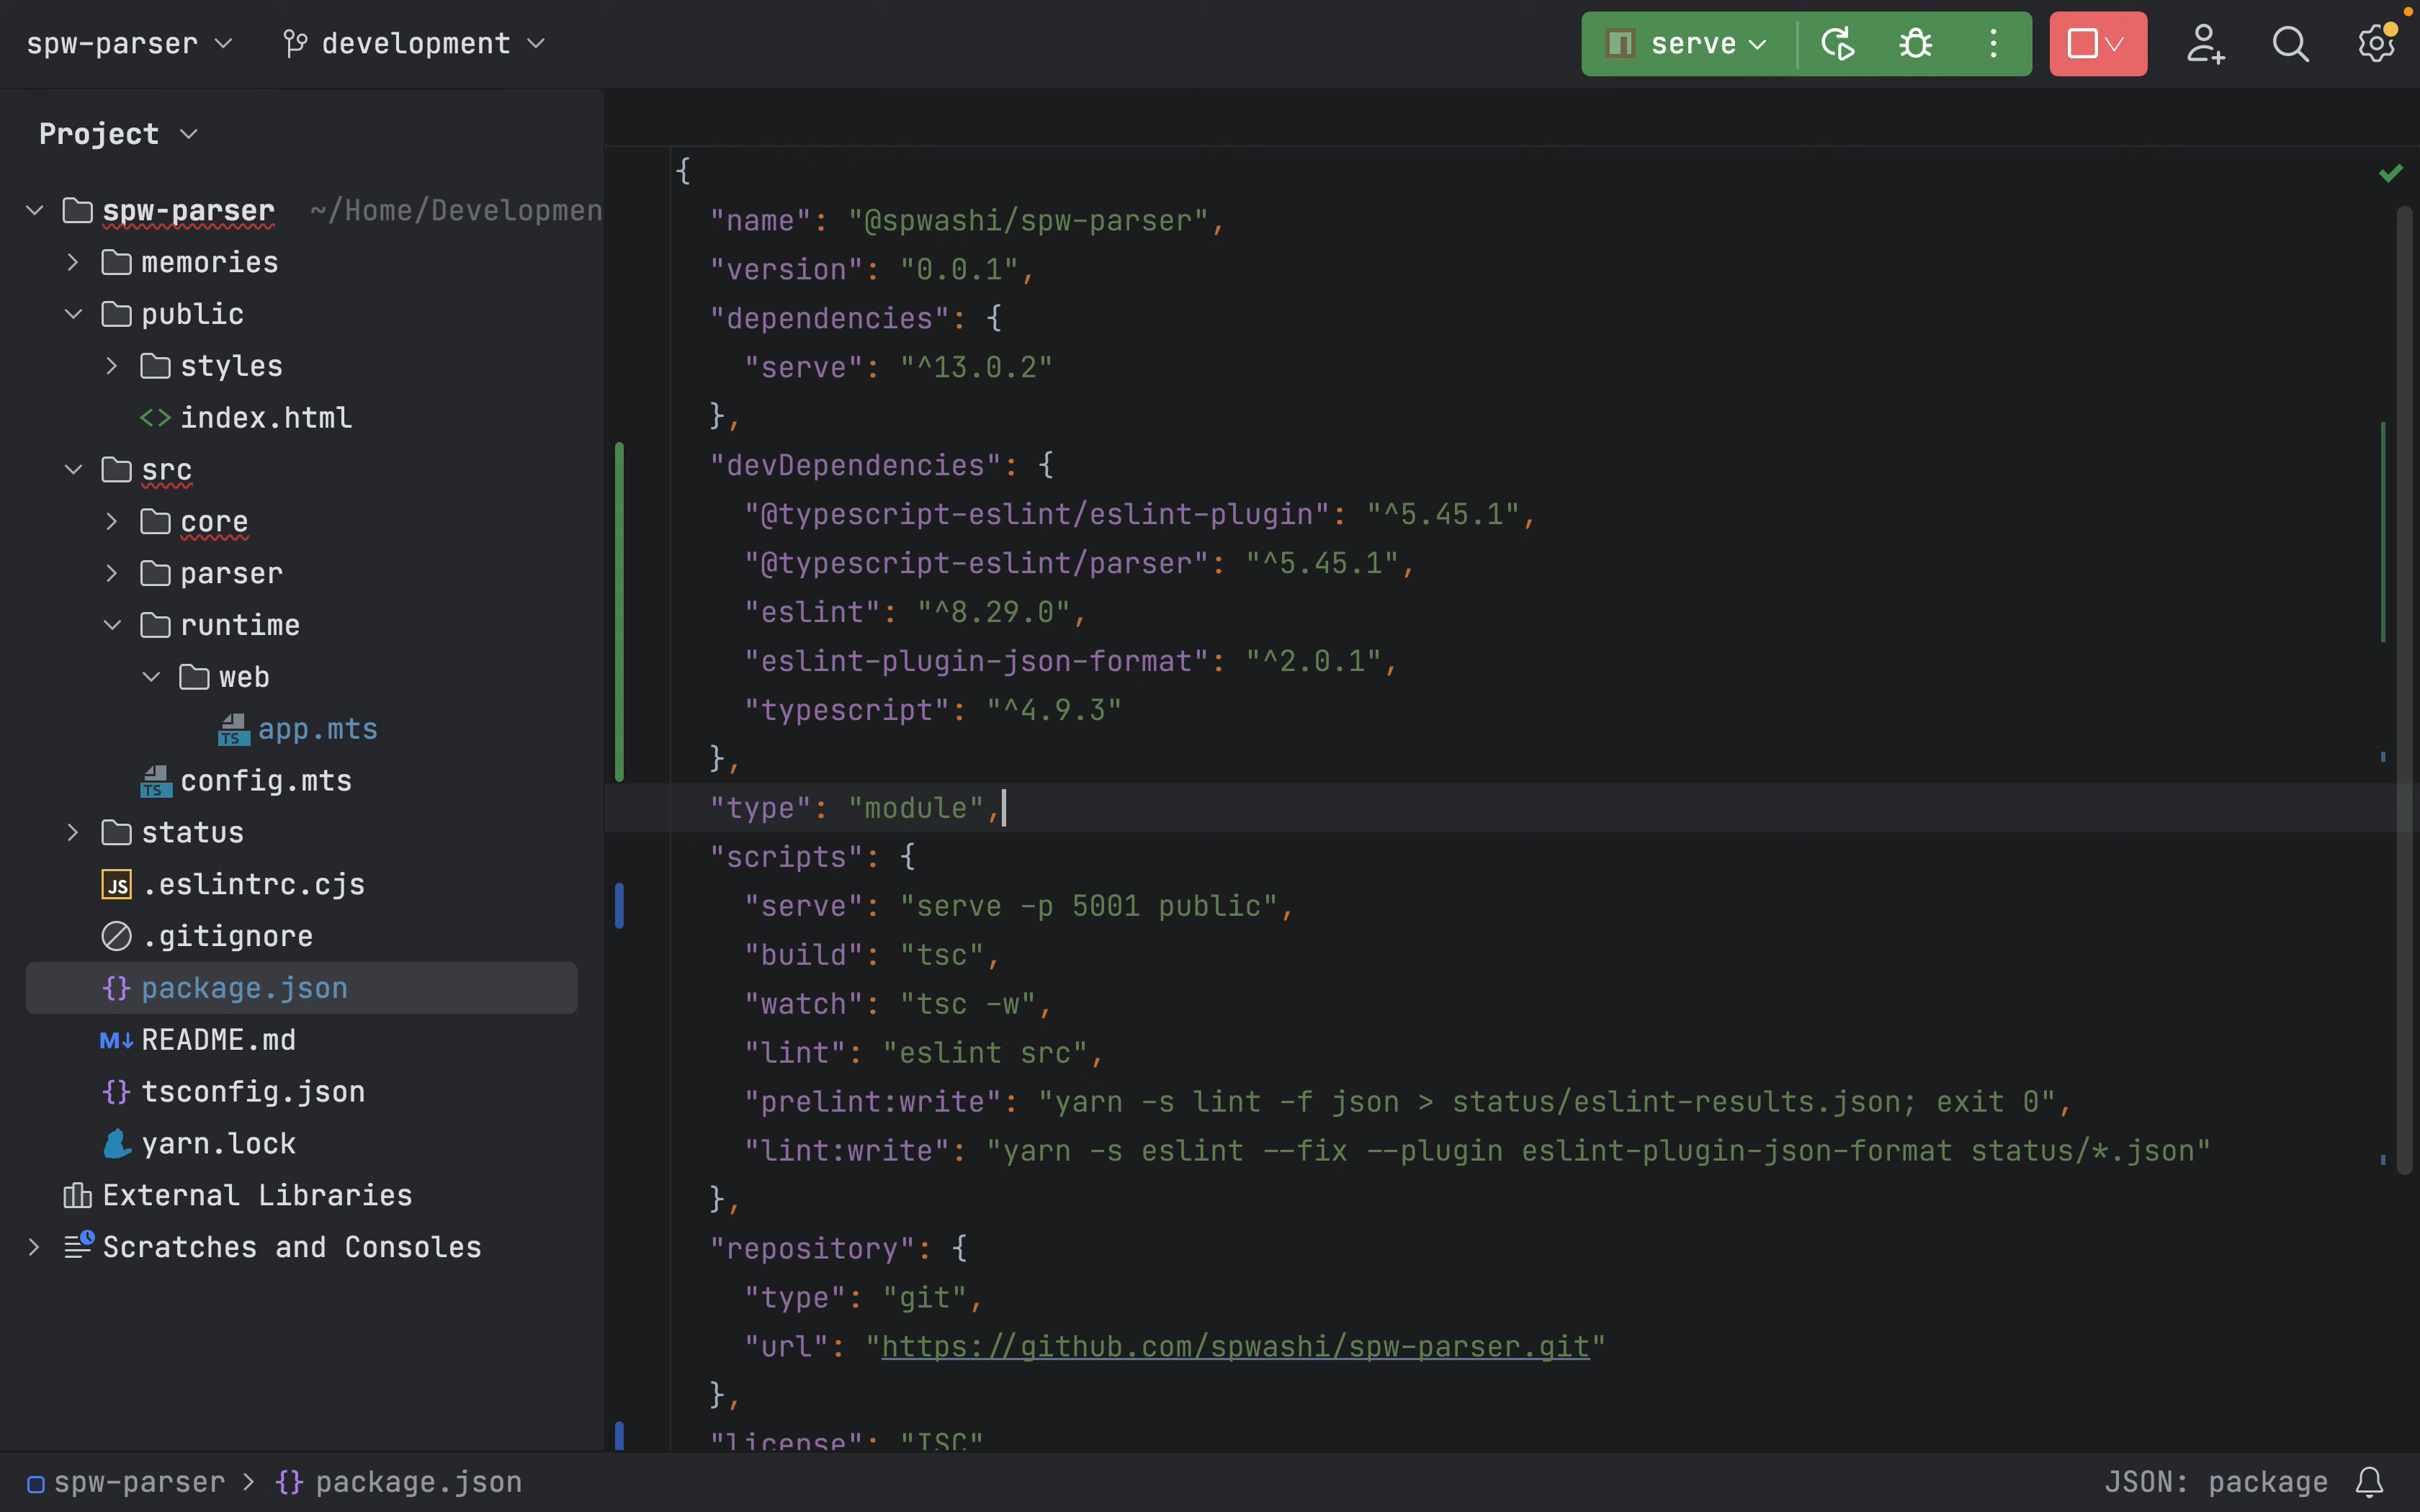 spw-parser
development
serve
Project
spw-parser ~/Home/Developmen
memories
public
styles
<> index.html
src
core
parser
runtime
web
TS app.mts
TS config.mts
status
JS .eslintrc.cjs
.gitignore
{} package.json
M↓ README.md
{} tsconfig.json
yarn.lock
External Libraries
Scratches and Consoles
{
"name": "@spwashi/spw-parser",
"version": "0.0.1",
"dependencies": {
"serve": "^13.0.2"
},
"devDependencies": {
"@typescript-eslint/eslint-plugin": "^5.45.1",
"@typescript-eslint/parser": "^5.45.1",
"eslint": "^8.29.0",
"eslint-plugin-json-format": "^2.0.1",
"typescript": "^4.9.3"
},
"type": "module",
"scripts": {
"serve": "serve -p 5001 public",
"build": "tsc",
"watch": "tsc -w",
"lint": "eslint src",
"prelint:write": "yarn -s lint -f json > status/eslint-results.json; exit 0",
"lint:write": "yarn -s eslint --fix --plugin eslint-plugin-json-format status/*.json"
},
"repository": {
"type": "git",
"url": "https://github.com/spwashi/spw-parser.git"
},
"license": "ISC"
spw-parser > {} package.json
JSON: package